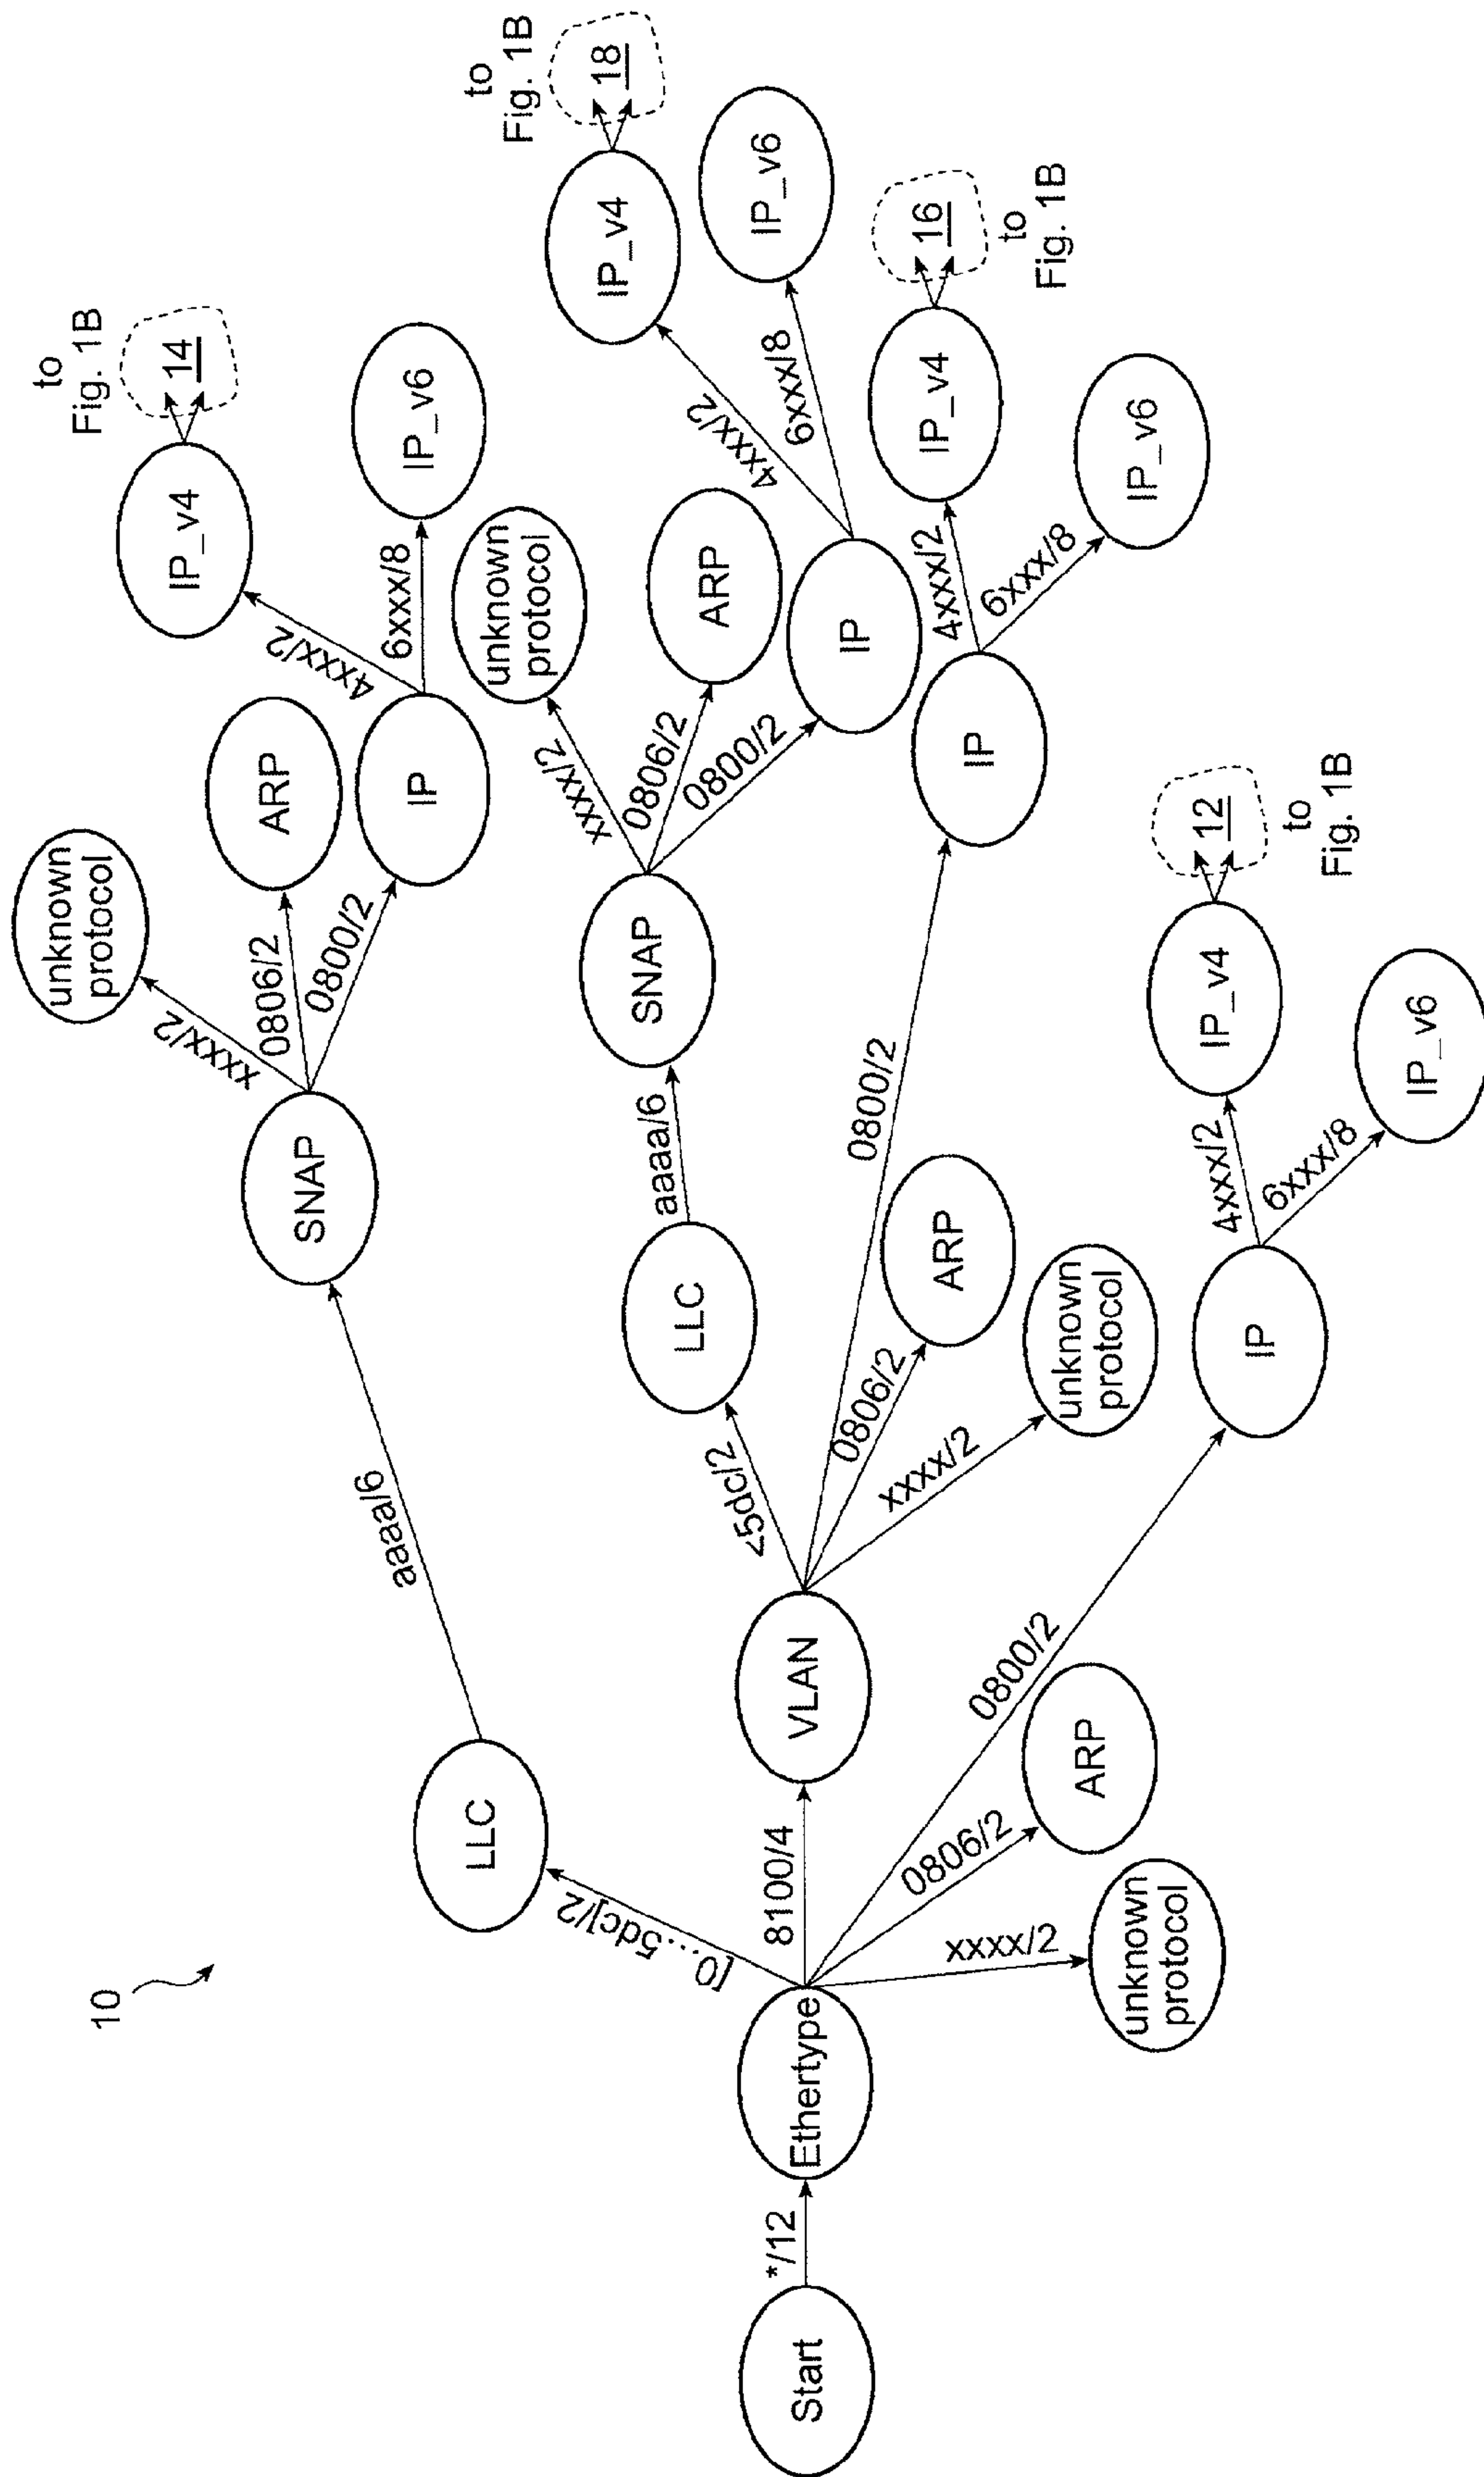 10
Start
*/12
Ethertype
[0...5dc]/2
LLC
aaaa/6
SNAP
xxxx/2
unknown
protocol
0806/2
ARP
0800/2
IP
4xxx/2
IP_v4
14
to
Fig. 1B
6xxx/8
IP_v6
8100/4
VLAN
<5dc/2
LLC
aaaa/6
SNAP
xxxx/2
unknown
protocol
0806/2
ARP
0800/2
IP
4xxx/2
IP_v4
18
to
Fig. 1B
6xxx/8
IP_v6
0800/2
IP
4xxx/2
IP_v4
16
to
Fig. 1B
6xxx/8
IP_v6
0806/2
ARP
xxxx/2
unknown
protocol
0800/2
IP
4xxx/2
IP_v4
12
to
Fig. 1B
6xxx/8
IP_v6
0806/2
ARP
xxxx/2
unknown
protocol